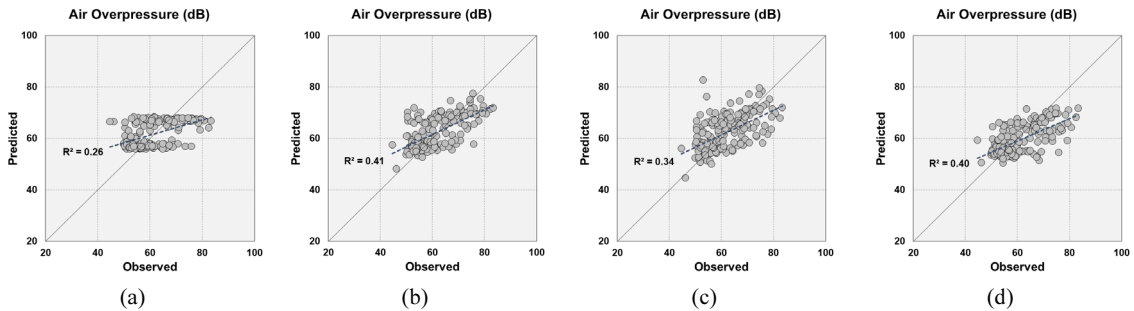 Air Overpressure (dB)
100
80
60
40
20
20 40 60 80 100
Predicted
Observed
R² = 0.26
(a)
Air Overpressure (dB)
100
80
60
40
20
20 40 60 80 100
Predicted
Observed
R² = 0.41
(b)
Air Overpressure (dB)
100
80
60
40
20
20 40 60 80 100
Predicted
Observed
R² = 0.34
(c)
Air Overpressure (dB)
100
80
60
40
20
20 40 60 80 100
Predicted
Observed
R² = 0.40
(d)